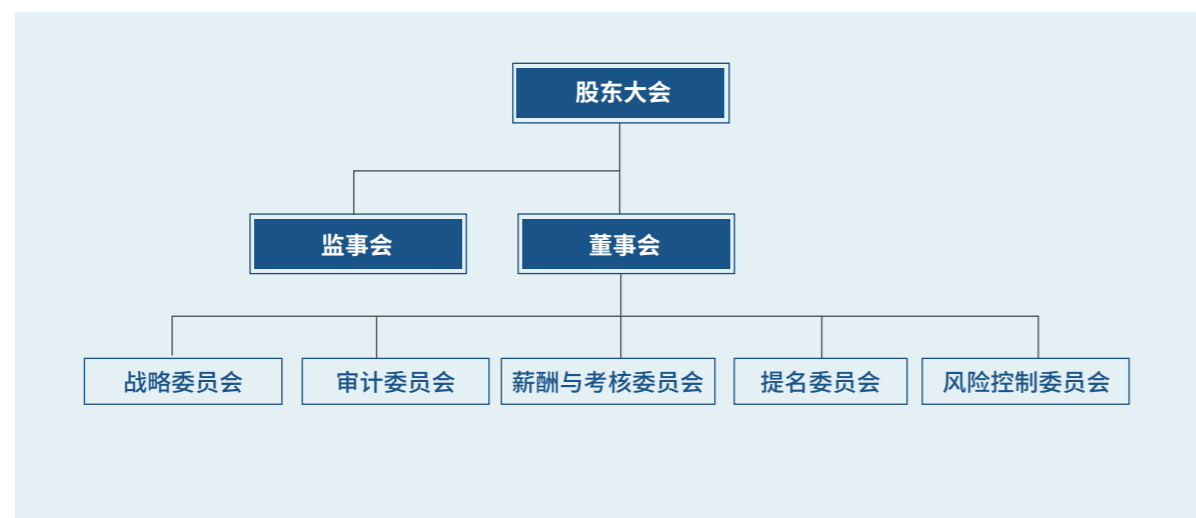 股东大会
监事会
董事会
战略委员会
审计委员会
薪酬与考核委员会
提名委员会
风险控制委员会